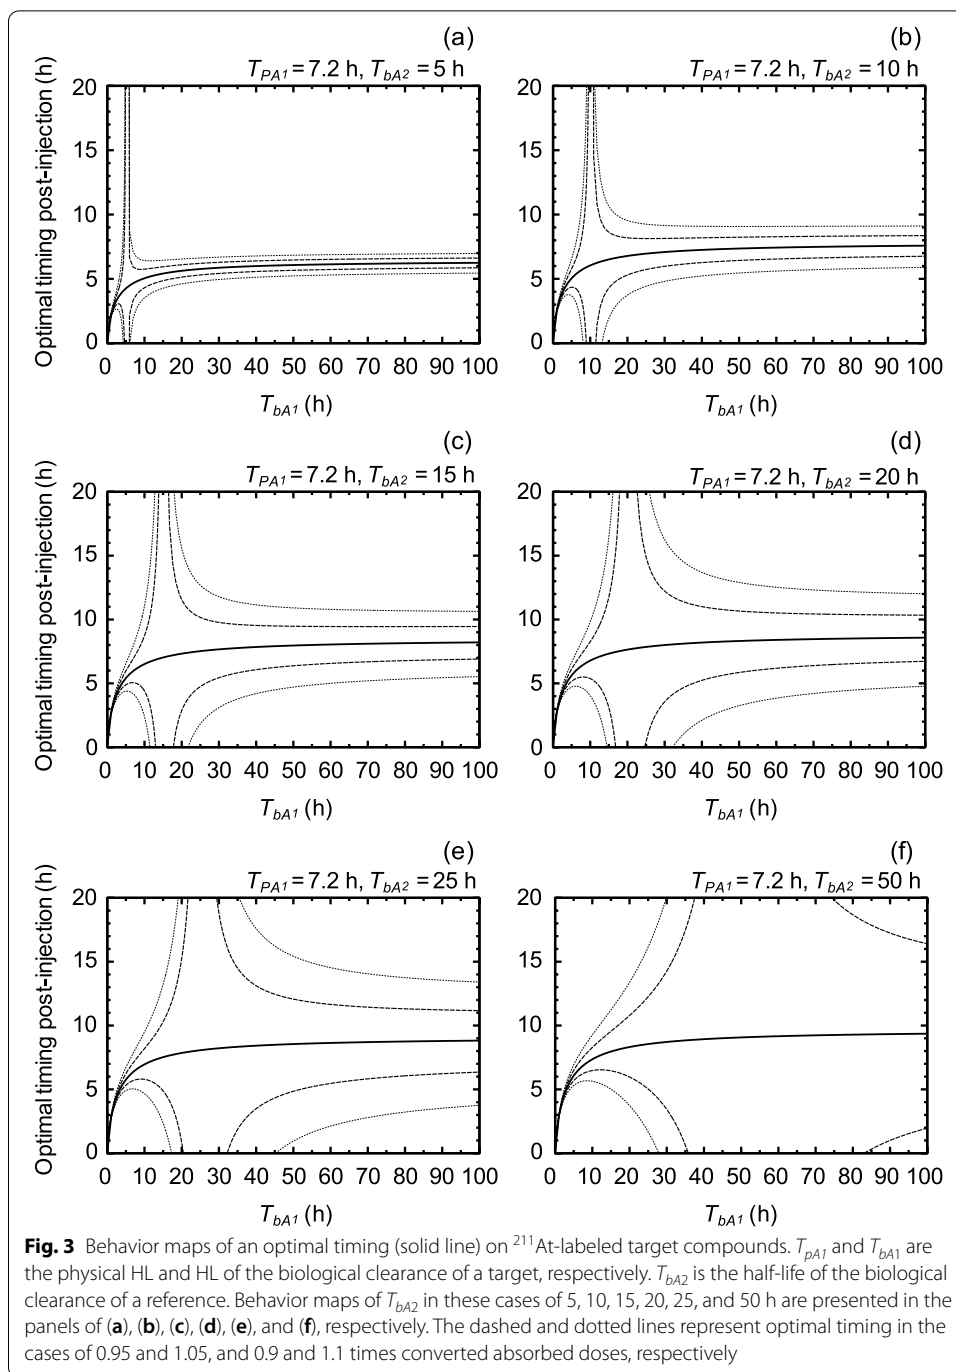 (a)
T_PA1 = 7.2 h, T_bA2 = 5 h
Optimal timing post-injection (h)
20
15
10
5
0
0 10 20 30 40 50 60 70 80 90 100
T_bA1 (h)
(b)
T_PA1 = 7.2 h, T_bA2 = 10 h
20
15
10
5
0
0 10 20 30 40 50 60 70 80 90 100
T_bA1 (h)
(c)
T_PA1 = 7.2 h, T_bA2 = 15 h
Optimal timing post-injection (h)
20
15
10
5
0
0 10 20 30 40 50 60 70 80 90 100
T_bA1 (h)
(d)
T_PA1 = 7.2 h, T_bA2 = 20 h
20
15
10
5
0
0 10 20 30 40 50 60 70 80 90 100
T_bA1 (h)
(e)
T_PA1 = 7.2 h, T_bA2 = 25 h
Optimal timing post-injection (h)
20
15
10
5
0
0 10 20 30 40 50 60 70 80 90 100
T_bA1 (h)
(f)
T_PA1 = 7.2 h, T_bA2 = 50 h
20
15
10
5
0
0 10 20 30 40 50 60 70 80 90 100
T_bA1 (h)
Fig. 3 Behavior maps of an optimal timing (solid line) on ²¹¹At-labeled target compounds. T_pA1 and T_bA1 are
the physical HL and HL of the biological clearance of a target, respectively. T_bA2 is the half-life of the biological
clearance of a reference. Behavior maps of T_bA2 in these cases of 5, 10, 15, 20, 25, and 50 h are presented in the
panels of (a), (b), (c), (d), (e), and (f), respectively. The dashed and dotted lines represent optimal timing in the
cases of 0.95 and 1.05, and 0.9 and 1.1 times converted absorbed doses, respectively